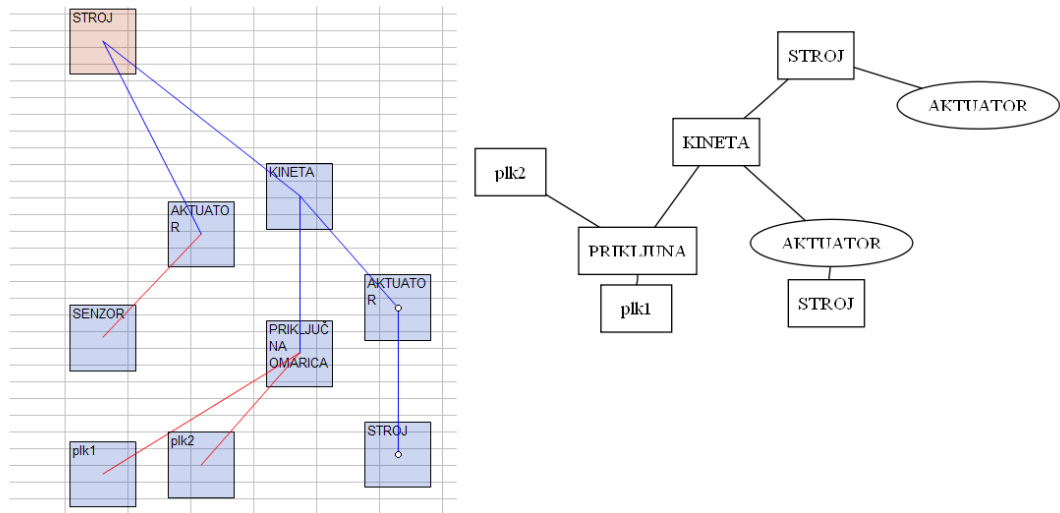 STROJ
KINETA
AKTUATO
R
AKTUATO
R
SENZOR
PRIKLJUČ
NA
OMARICA
plk1
plk2
STROJ
STROJ
AKTUATOR
KINETA
plk2
AKTUATOR
PRIKLJUNA
plk1
STROJ